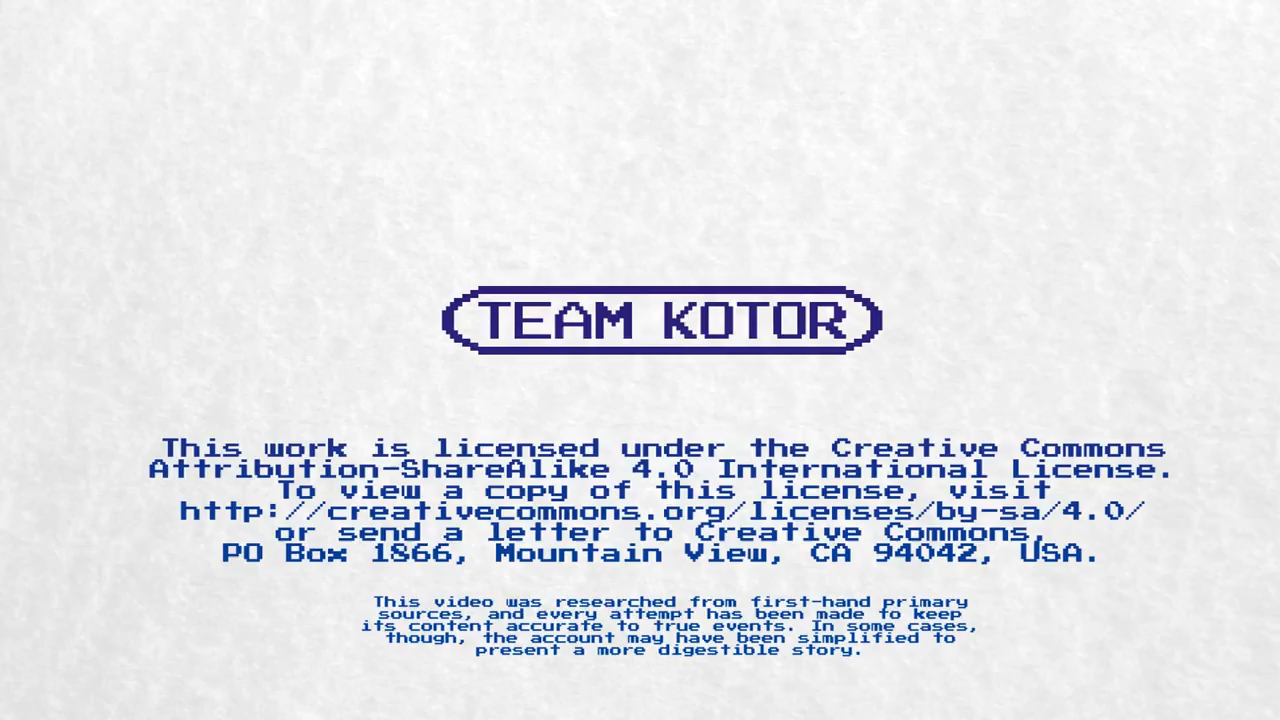 TEAM KOTOR
This work is licensed under the Creative Commons
Attribution-ShareAlike 4.0 International License.
To view a copy of this license, visit
http://creativecommons.org/licenses/by-sa/4.0/
or send a letter to Creative Commons,
PO Box 1866, Mountain View, CA 94042, USA.
This video was researched from first-hand primary
sources, and every attempt has been made to keep
its content accurate to true events. In some cases,
though, the account may have been simplified to
present a more digestible story.